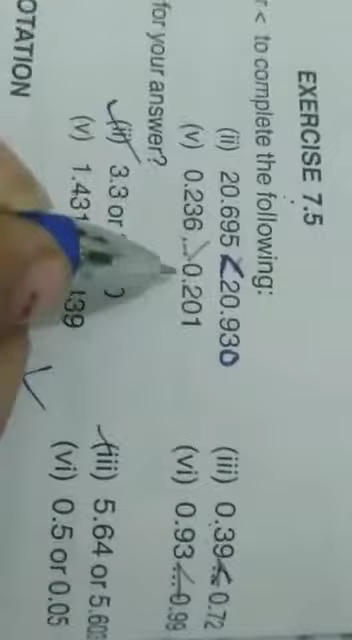 EXERCISE 7.5
r < to complete the following:
(ii) 20.695 < 20.930 (iii) 0.39 < 0.72
(v) 0.236 > 0.201 (vi) 0.93 < 0.99
for your answer?
(ii) 3.3 or (iii) 5.64 or 5.603
(v) 1.431 (vi) 0.5 or 0.05
OTATION